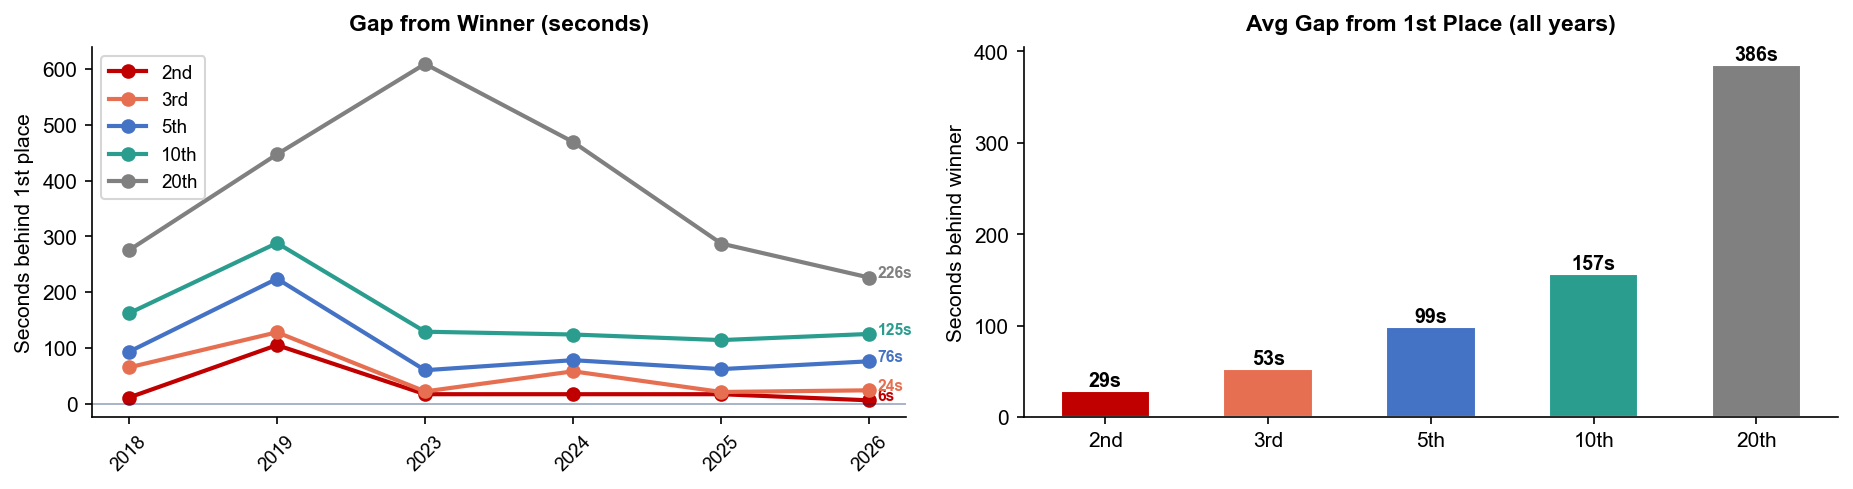 Gap from Winner (seconds)
Seconds behind 1st place
600
500
400
300
200
100
0
2nd
3rd
5th
10th
20th
226s
125s
76s
24s
6s
2018
2019
2023
2024
2025
2026
Avg Gap from 1st Place (all years)
Seconds behind winner
400
300
200
100
0
29s
53s
99s
157s
386s
2nd
3rd
5th
10th
20th